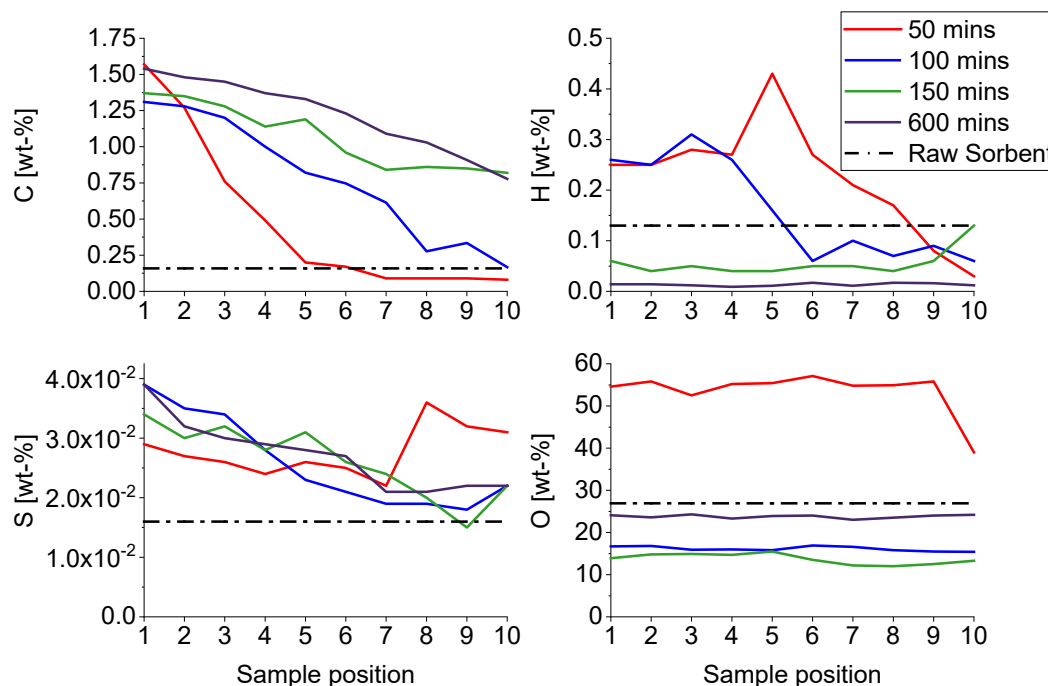 C [wt-%]
1.75
1.50
1.25
1.00
0.75
0.50
0.25
0.00
1 2 3 4 5 6 7 8 9 10
H [wt-%]
0.5
0.4
0.3
0.2
0.1
0.0
1 2 3 4 5 6 7 8 9 10
50 mins
100 mins
150 mins
600 mins
Raw Sorbent
S [wt-%]
4.0x10⁻²
3.0x10⁻²
2.0x10⁻²
1.0x10⁻²
0.0
1 2 3 4 5 6 7 8 9 10
Sample position
O [wt-%]
60
50
40
30
20
10
0
1 2 3 4 5 6 7 8 9 10
Sample position